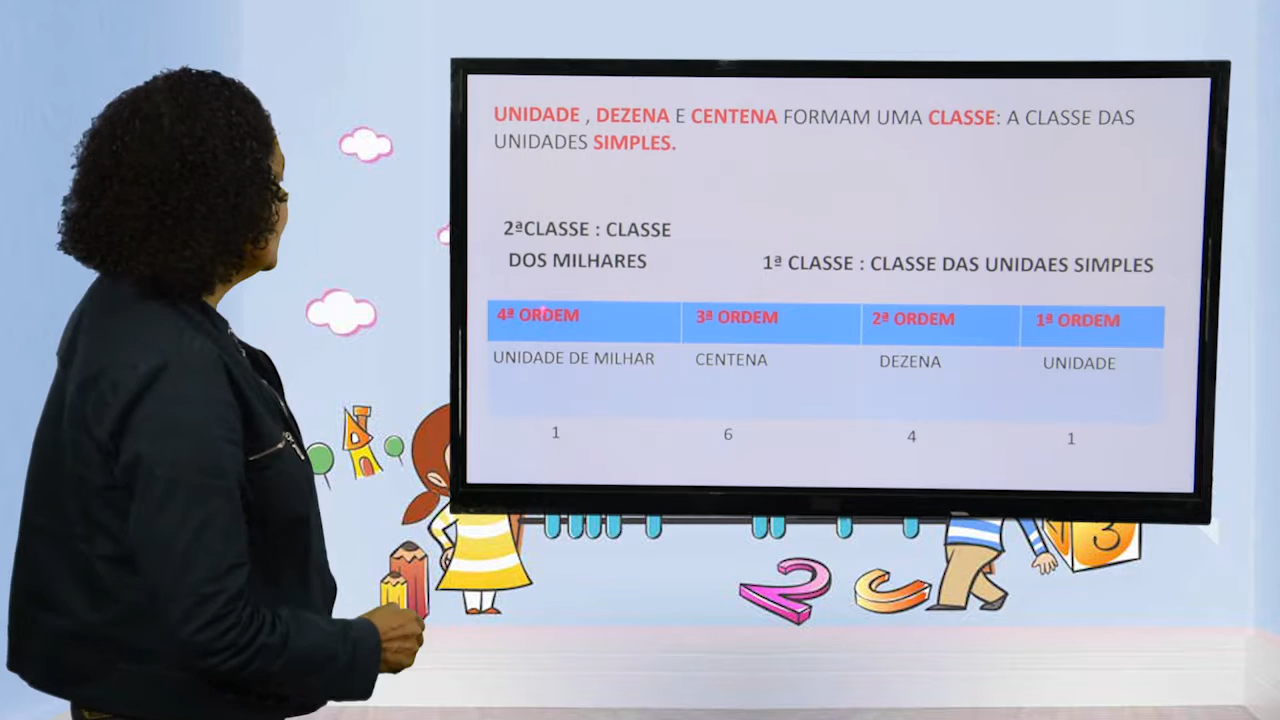 UNIDADE , DEZENA E CENTENA FORMAM UMA CLASSE: A CLASSE DAS
UNIDADES SIMPLES.
2ªCLASSE : CLASSE
DOS MILHARES
1ª CLASSE : CLASSE DAS UNIDAES SIMPLES
4ª ORDEM 3ª ORDEM 2ª ORDEM 1ª ORDEM
UNIDADE DE MILHAR CENTENA DEZENA UNIDADE
1 6 4 1
2
3